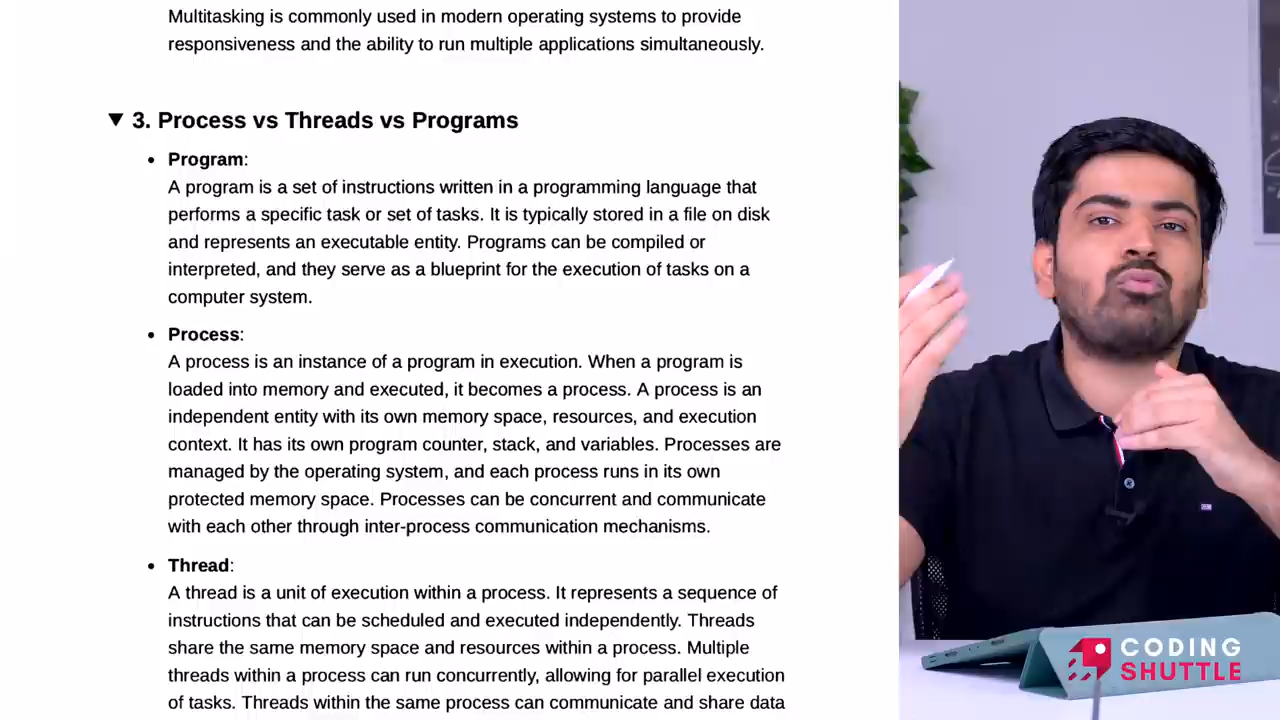 Multitasking is commonly used in modern operating systems to provide
responsiveness and the ability to run multiple applications simultaneously.
▼ 3. Process vs Threads vs Programs
• Program:
A program is a set of instructions written in a programming language that
performs a specific task or set of tasks. It is typically stored in a file on disk
and represents an executable entity. Programs can be compiled or
interpreted, and they serve as a blueprint for the execution of tasks on a
computer system.
• Process:
A process is an instance of a program in execution. When a program is
loaded into memory and executed, it becomes a process. A process is an
independent entity with its own memory space, resources, and execution
context. It has its own program counter, stack, and variables. Processes are
managed by the operating system, and each process runs in its own
protected memory space. Processes can be concurrent and communicate
with each other through inter-process communication mechanisms.
• Thread:
A thread is a unit of execution within a process. It represents a sequence of
instructions that can be scheduled and executed independently. Threads
share the same memory space and resources within a process. Multiple
threads within a process can run concurrently, allowing for parallel execution
of tasks. Threads within the same process can communicate and share data
CODING
SHUTTLE